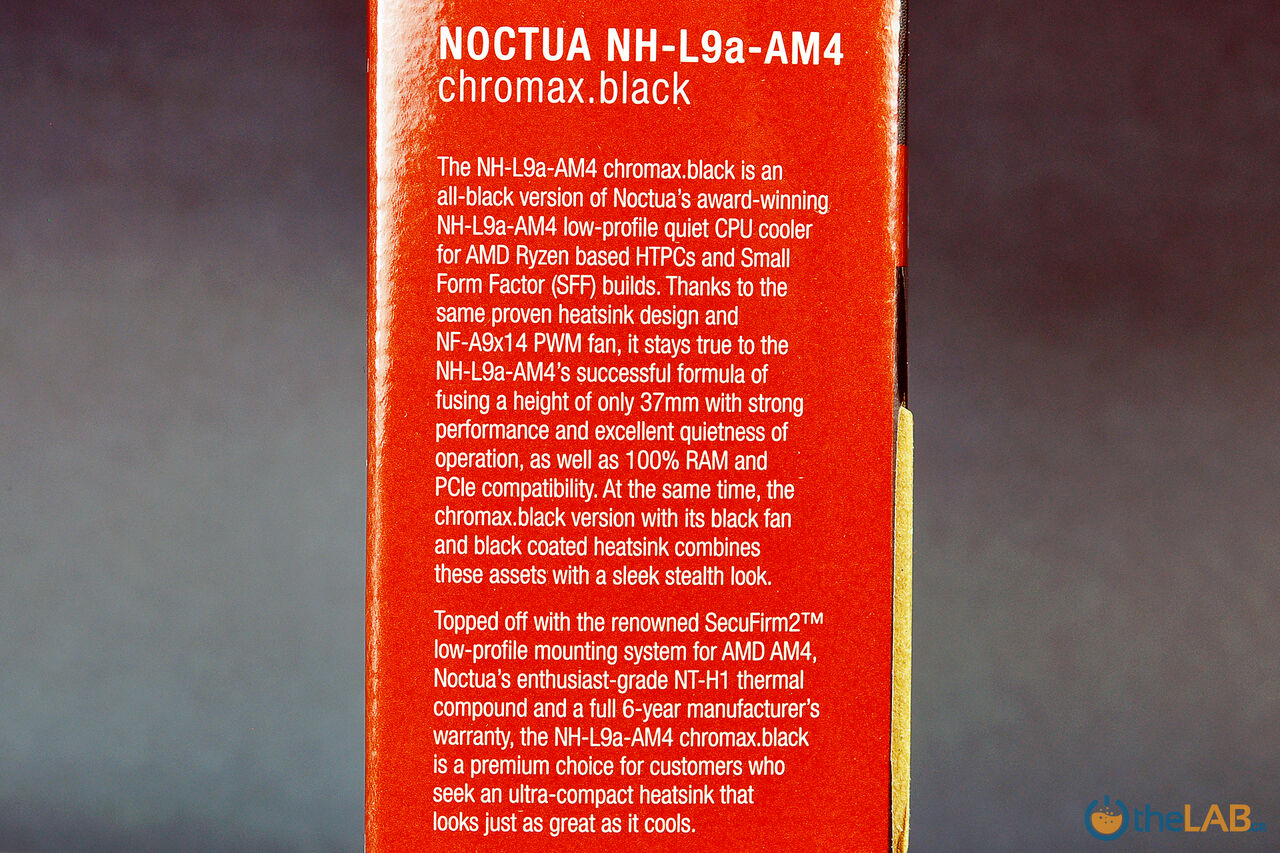 NOCTUA NH-L9a-AM4
chromax.black
The NH-L9a-AM4 chromax.black is an
all-black version of Noctua's award-winning
NH-L9a-AM4 low-profile quiet CPU cooler
for AMD Ryzen based HTPCs and Small
Form Factor (SFF) builds. Thanks to the
same proven heatsink design and
NF-A9x14 PWM fan, it stays true to the
NH-L9a-AM4's successful formula of
fusing a height of only 37mm with strong
performance and excellent quietness of
operation, as well as 100% RAM and
PCIe compatibility. At the same time, the
chromax.black version with its black fan
and black coated heatsink combines
these assets with a sleek stealth look.
Topped off with the renowned SecuFirm2™
low-profile mounting system for AMD AM4,
Noctua's enthusiast-grade NT-H1 thermal
compound and a full 6-year manufacturer's
warranty, the NH-L9a-AM4 chromax.black
is a premium choice for customers who
seek an ultra-compact heatsink that
looks just as great as it cools.
theLAB